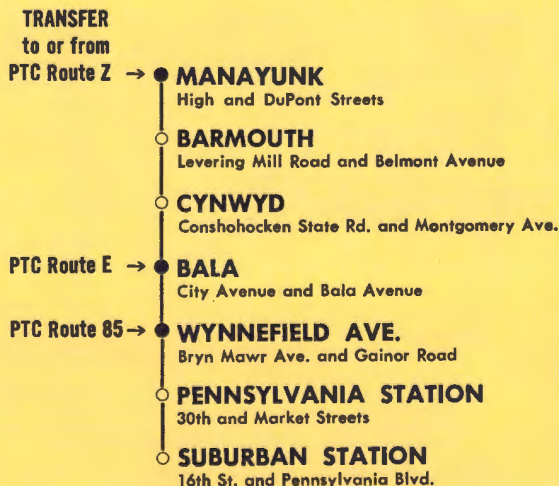 TRANSFER
to or from
PTC Route Z → MANAYUNK
High and DuPont Streets
BARMOUTH
Levering Mill Road and Belmont Avenue
CYNWYD
Conshohocken State Rd. and Montgomery Ave.
PTC Route E → BALA
City Avenue and Bala Avenue
PTC Route 85 → WYNNEFIELD AVE.
Bryn Mawr Ave. and Gainor Road
PENNSYLVANIA STATION
30th and Market Streets
SUBURBAN STATION
16th St. and Pennsylvania Blvd.